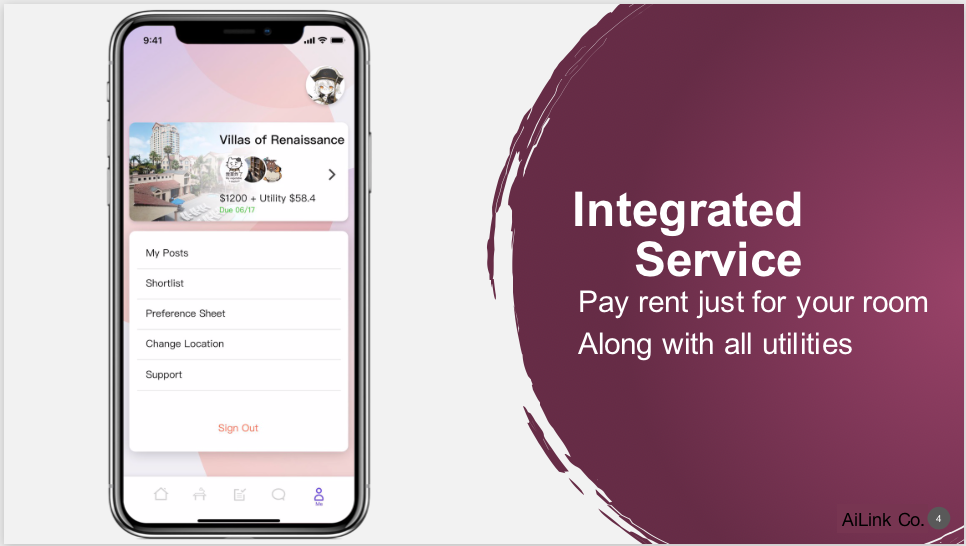 9:41
Villas of Renaissance
$1200 + Utility $58.4
Due 06/17
My Posts
Shortlist
Preference Sheet
Change Location
Support
Sign Out
Me
Integrated
Service
Pay rent just for your room
Along with all utilities
AiLink Co.
4